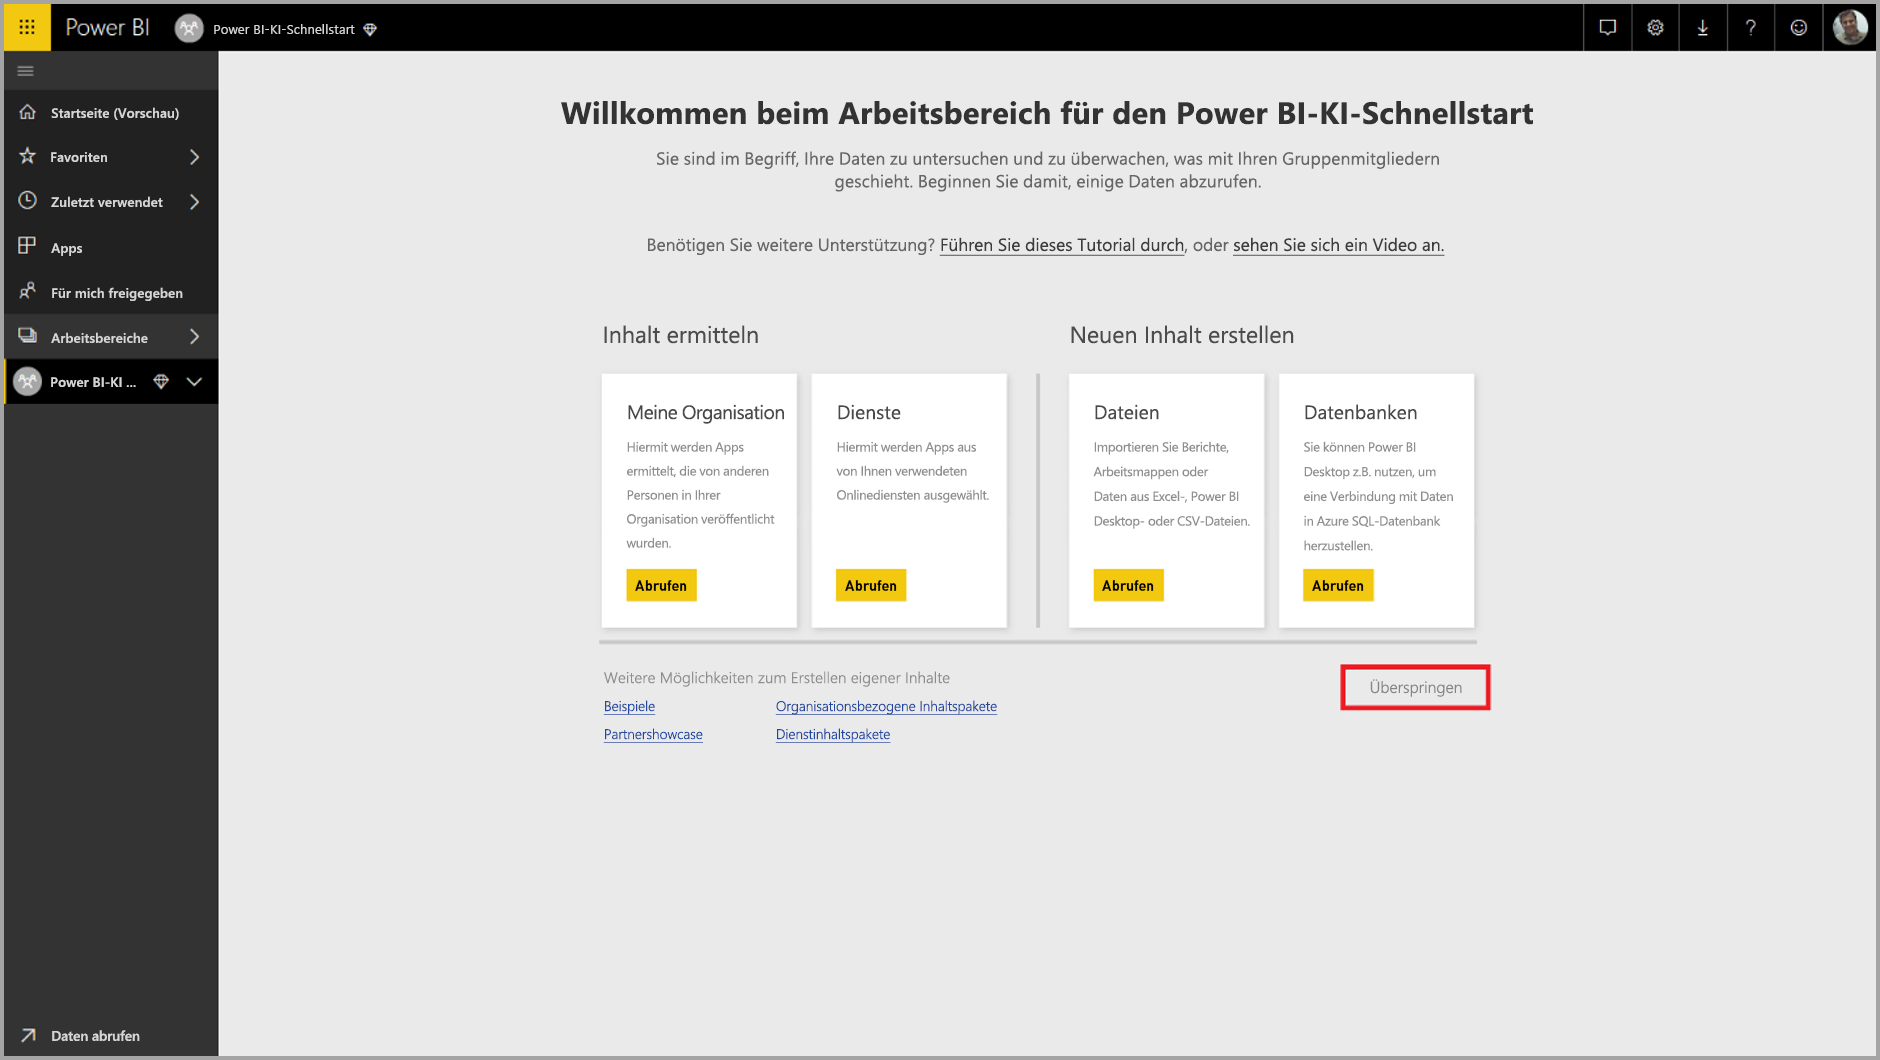 Power BI
Power BI-KI-Schnellstart
Startseite (Vorschau)
Favoriten
Zuletzt verwendet
Apps
Für mich freigegeben
Arbeitsbereiche
Power BI-KI ...
Daten abrufen
Willkommen beim Arbeitsbereich für den Power BI-KI-Schnellstart
Sie sind im Begriff, Ihre Daten zu untersuchen und zu überwachen, was mit Ihren Gruppenmitgliedern
geschieht. Beginnen Sie damit, einige Daten abzurufen.
Benötigen Sie weitere Unterstützung? Führen Sie dieses Tutorial durch, oder sehen Sie sich ein Video an.
Inhalt ermitteln
Meine Organisation
Hiermit werden Apps
ermittelt, die von anderen
Personen in Ihrer
Organisation veröffentlicht
wurden.
Abrufen
Dienste
Hiermit werden Apps aus
von Ihnen verwendeten
Onlinediensten ausgewählt.
Abrufen
Neuen Inhalt erstellen
Dateien
Importieren Sie Berichte,
Arbeitsmappen oder
Daten aus Excel-, Power BI
Desktop- oder CSV-Dateien.
Abrufen
Datenbanken
Sie können Power BI
Desktop z.B. nutzen, um
eine Verbindung mit Daten
in Azure SQL-Datenbank
herzustellen.
Abrufen
Weitere Möglichkeiten zum Erstellen eigener Inhalte
Beispiele
Organisationsbezogene Inhaltspakete
Partnershowcase
Dienstinhaltspakete
Überspringen